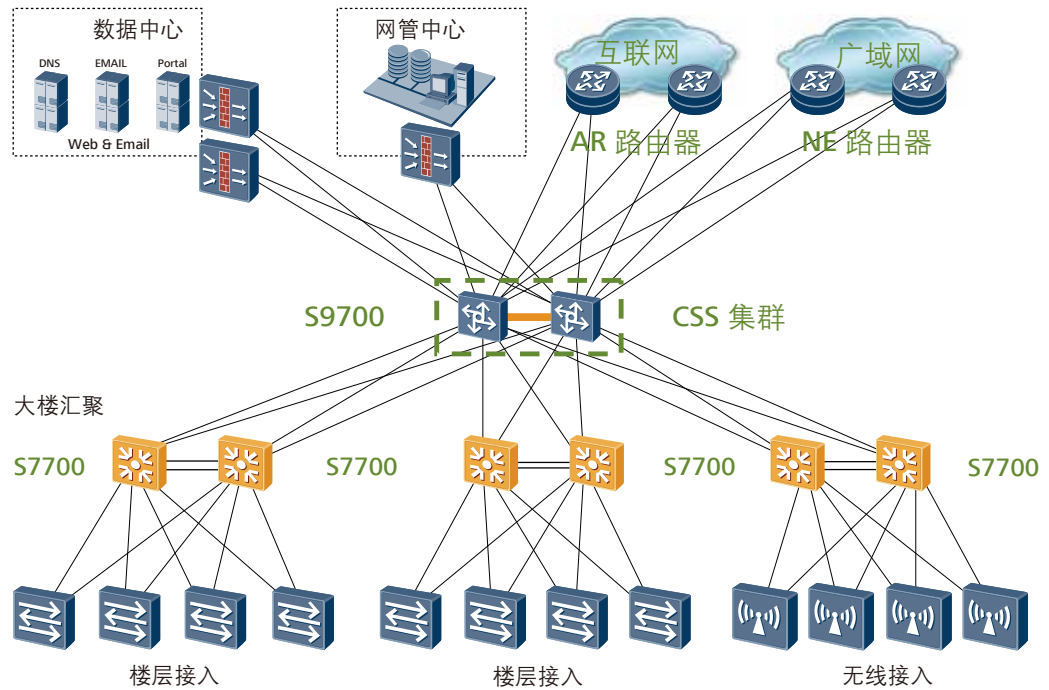 数据中心
DNS
EMAIL
Portal
Web & Email
网管中心
互联网
广域网
AR 路由器
NE 路由器
S9700
CSS 集群
大楼汇聚
S7700
S7700
S7700
S7700
楼层接入
楼层接入
无线接入